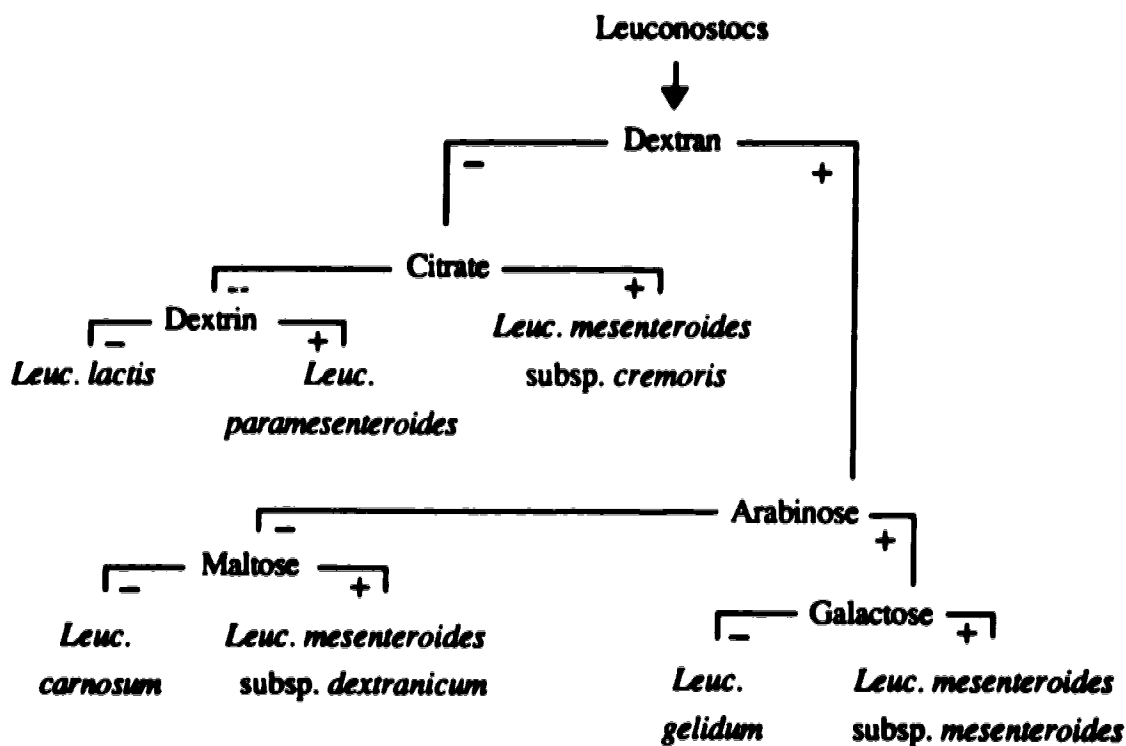 Leuconostocs
Dextran
− +
Citrate
-- +
Dextrin
− +
Leuc. mesenteroides
subsp. cremoris
Leuc. lactis
Leuc.
paramesenteroides
Arabinose
− +
Maltose
− +
Galactose
− +
Leuc.
carnosum
Leuc. mesenteroides
subsp. dextranicum
Leuc.
gelidum
Leuc. mesenteroides
subsp. mesenteroides